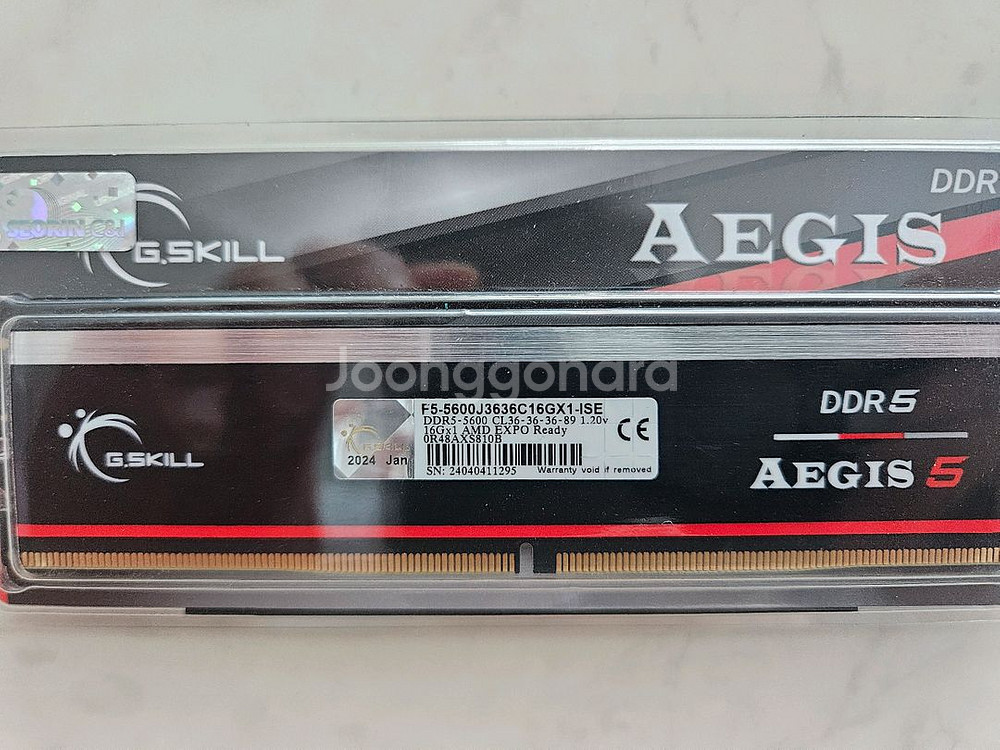 DDR
SEORIN C&I
G.SKILL
AEGIS
Joonggonara
F5-5600J3636C16GX1-ISE
DDR5-5600 CL36-36-36-89 1.20v
16Gx1 AMD EXPO Ready
0R48AXS810B
2024 Jan
SN: 24040411295 Warranty void if removed
CE
G.SKILL
DDR5
AEGIS 5